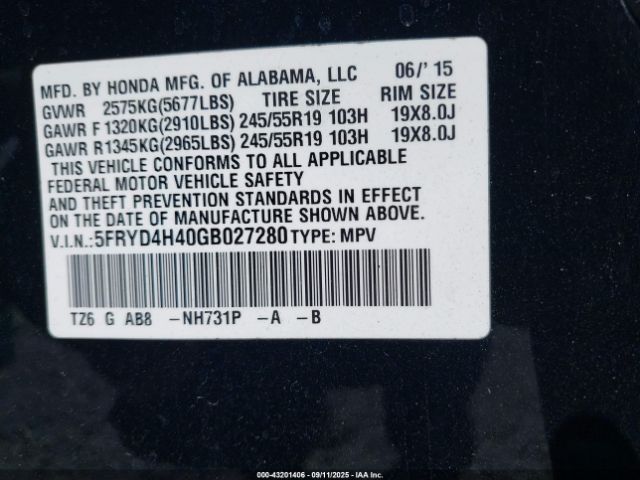 MFD. BY HONDA MFG. OF ALABAMA, LLC 06/'15
GVWR 2575KG(5677LBS) TIRE SIZE RIM SIZE
GAWR F 1320KG(2910LBS) 245/55R19 103H 19X8.0J
GAWR R1345KG(2965LBS) 245/55R19 103H 19X8.0J
THIS VEHICLE CONFORMS TO ALL APPLICABLE
FEDERAL MOTOR VEHICLE SAFETY
AND THEFT PREVENTION STANDARDS IN EFFECT
ON THE DATE OF MANUFACTURE SHOWN ABOVE.
V.I.N.:5FRYD4H40GB027280 TYPE: MPV
TZ6 G AB8 -NH731P -A -B
000-43201406 - 09/11/2025 - IAAI, Inc.